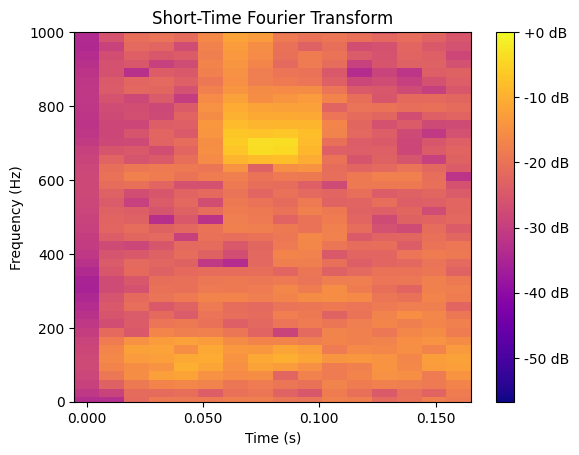 Short-Time Fourier Transform
1000
800
600
400
200
0
Frequency (Hz)
0.000
0.050
0.100
0.150
Time (s)
+0 dB
-10 dB
-20 dB
-30 dB
-40 dB
-50 dB